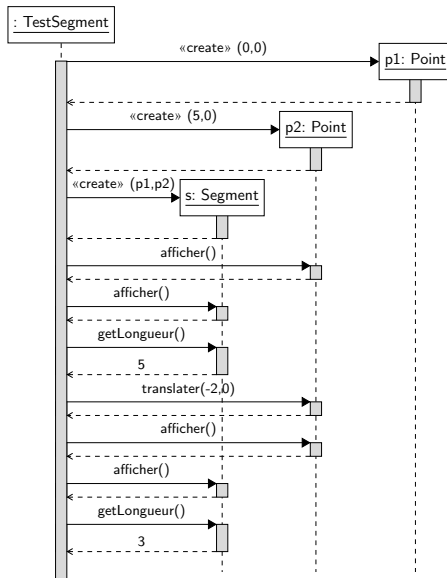 : TestSegment
«create» (0,0)
p1: Point
«create» (5,0)
p2: Point
«create» (p1,p2)
s: Segment
afficher()
afficher()
getLongueur()
5
translater(-2,0)
afficher()
afficher()
getLongueur()
3